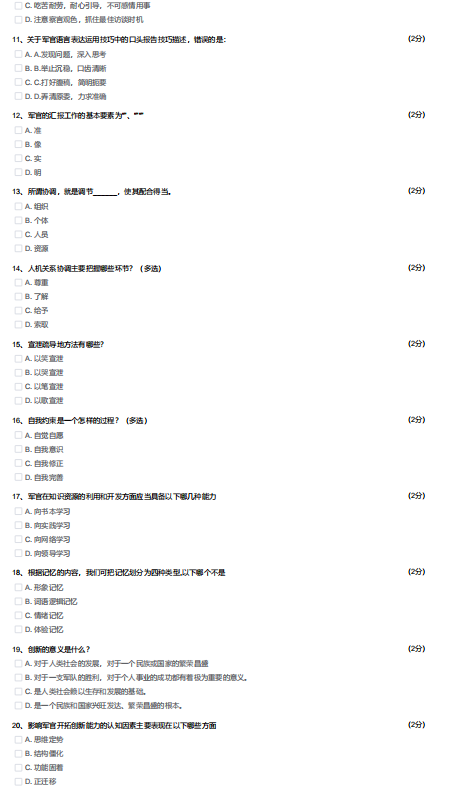 C. 吃苦耐劳，耐心引导，不可感情用事
D. 注意察言观色，抓住最佳访谈时机
11、关于军官语言表达运用技巧中的口头报告技巧描述，错误的是： (2分)
A. A.发现问题，深入思考
B. B.举止沉稳，口齿清晰
C. C.打好腹稿，简明扼要
D. D.弄清原委，力求准确
12、军官的汇报工作的基本要素为“”、“”“” (2分)
A. 准
B. 像
C. 实
D. 明
13、所谓协调，就是调节______，使其配合得当。 (2分)
A. 组织
B. 个体
C. 人员
D. 资源
14、人机关系协调主要把握哪些环节？（多选） (2分)
A. 尊重
B. 了解
C. 给予
D. 索取
15、宣泄疏导地方法有哪些? (2分)
A. 以笑宣泄
B. 以哭宣泄
C. 以笔宣泄
D. 以歌宣泄
16、自我约束是一个怎样的过程？（多选） (2分)
A. 自觉自愿
B. 自我意识
C. 自我修正
D. 自我完善
17、军官在知识资源的利用和开发方面应当具备以下哪几种能力 (2分)
A. 向书本学习
B. 向实践学习
C. 向网络学习
D. 向领导学习
18、根据记忆的内容，我们可把记忆划分为四种类型,以下哪个不是 (2分)
A. 形象记忆
B. 词语逻辑记忆
C. 情绪记忆
D. 体验记忆
19、创新的意义是什么？ (2分)
A. 对于人类社会的发展，对于一个民族或国家的繁荣昌盛
B. 对于一支军队的胜利，对于个人事业的成功都有着极为重要的意义。
C. 是人类社会赖以生存和发展的基础。
D. 是一个民族和国家兴旺发达、繁荣昌盛的根本。
20、影响军官开拓创新能力的认知因素主要表现在以下哪些方面 (2分)
A. 思维定势
B. 结构僵化
C. 功能固着
D. 正迁移